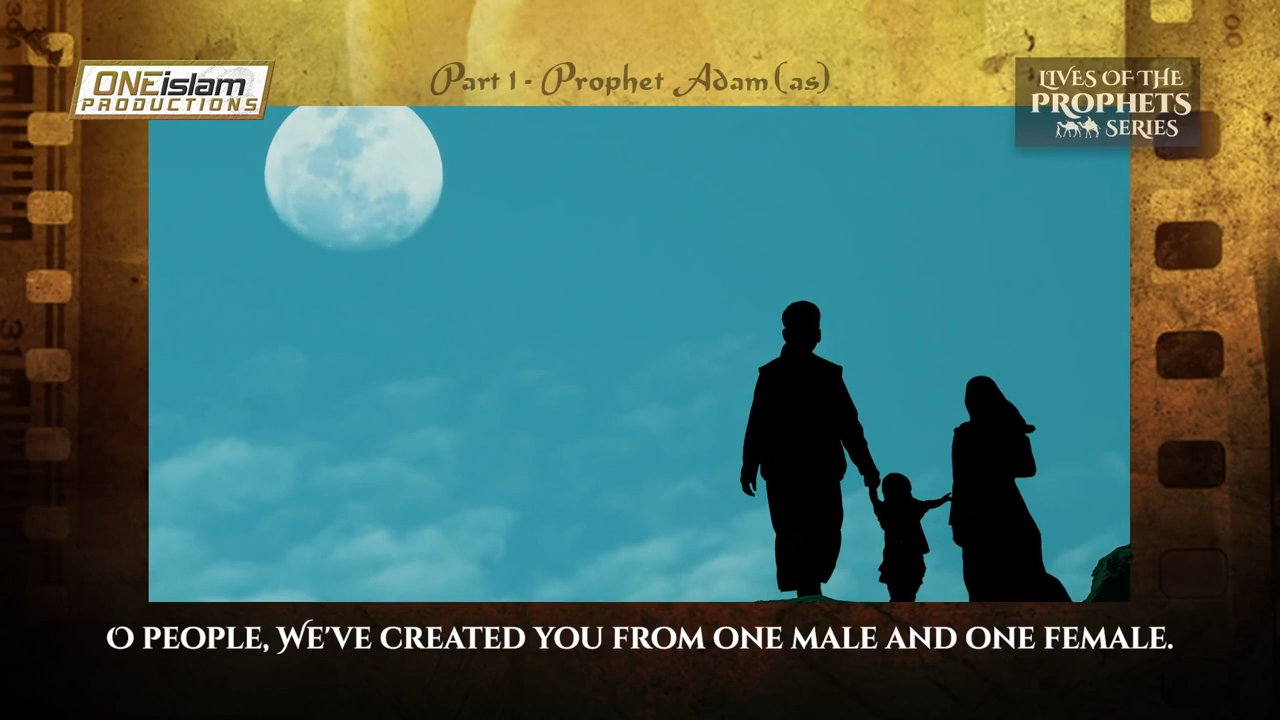 Part 1 - Prophet Adam (as)
ONEislam
PRODUCTIONS
LIVES OF THE
PROPHETS
SERIES
O PEOPLE, WE'VE CREATED YOU FROM ONE MALE AND ONE FEMALE.